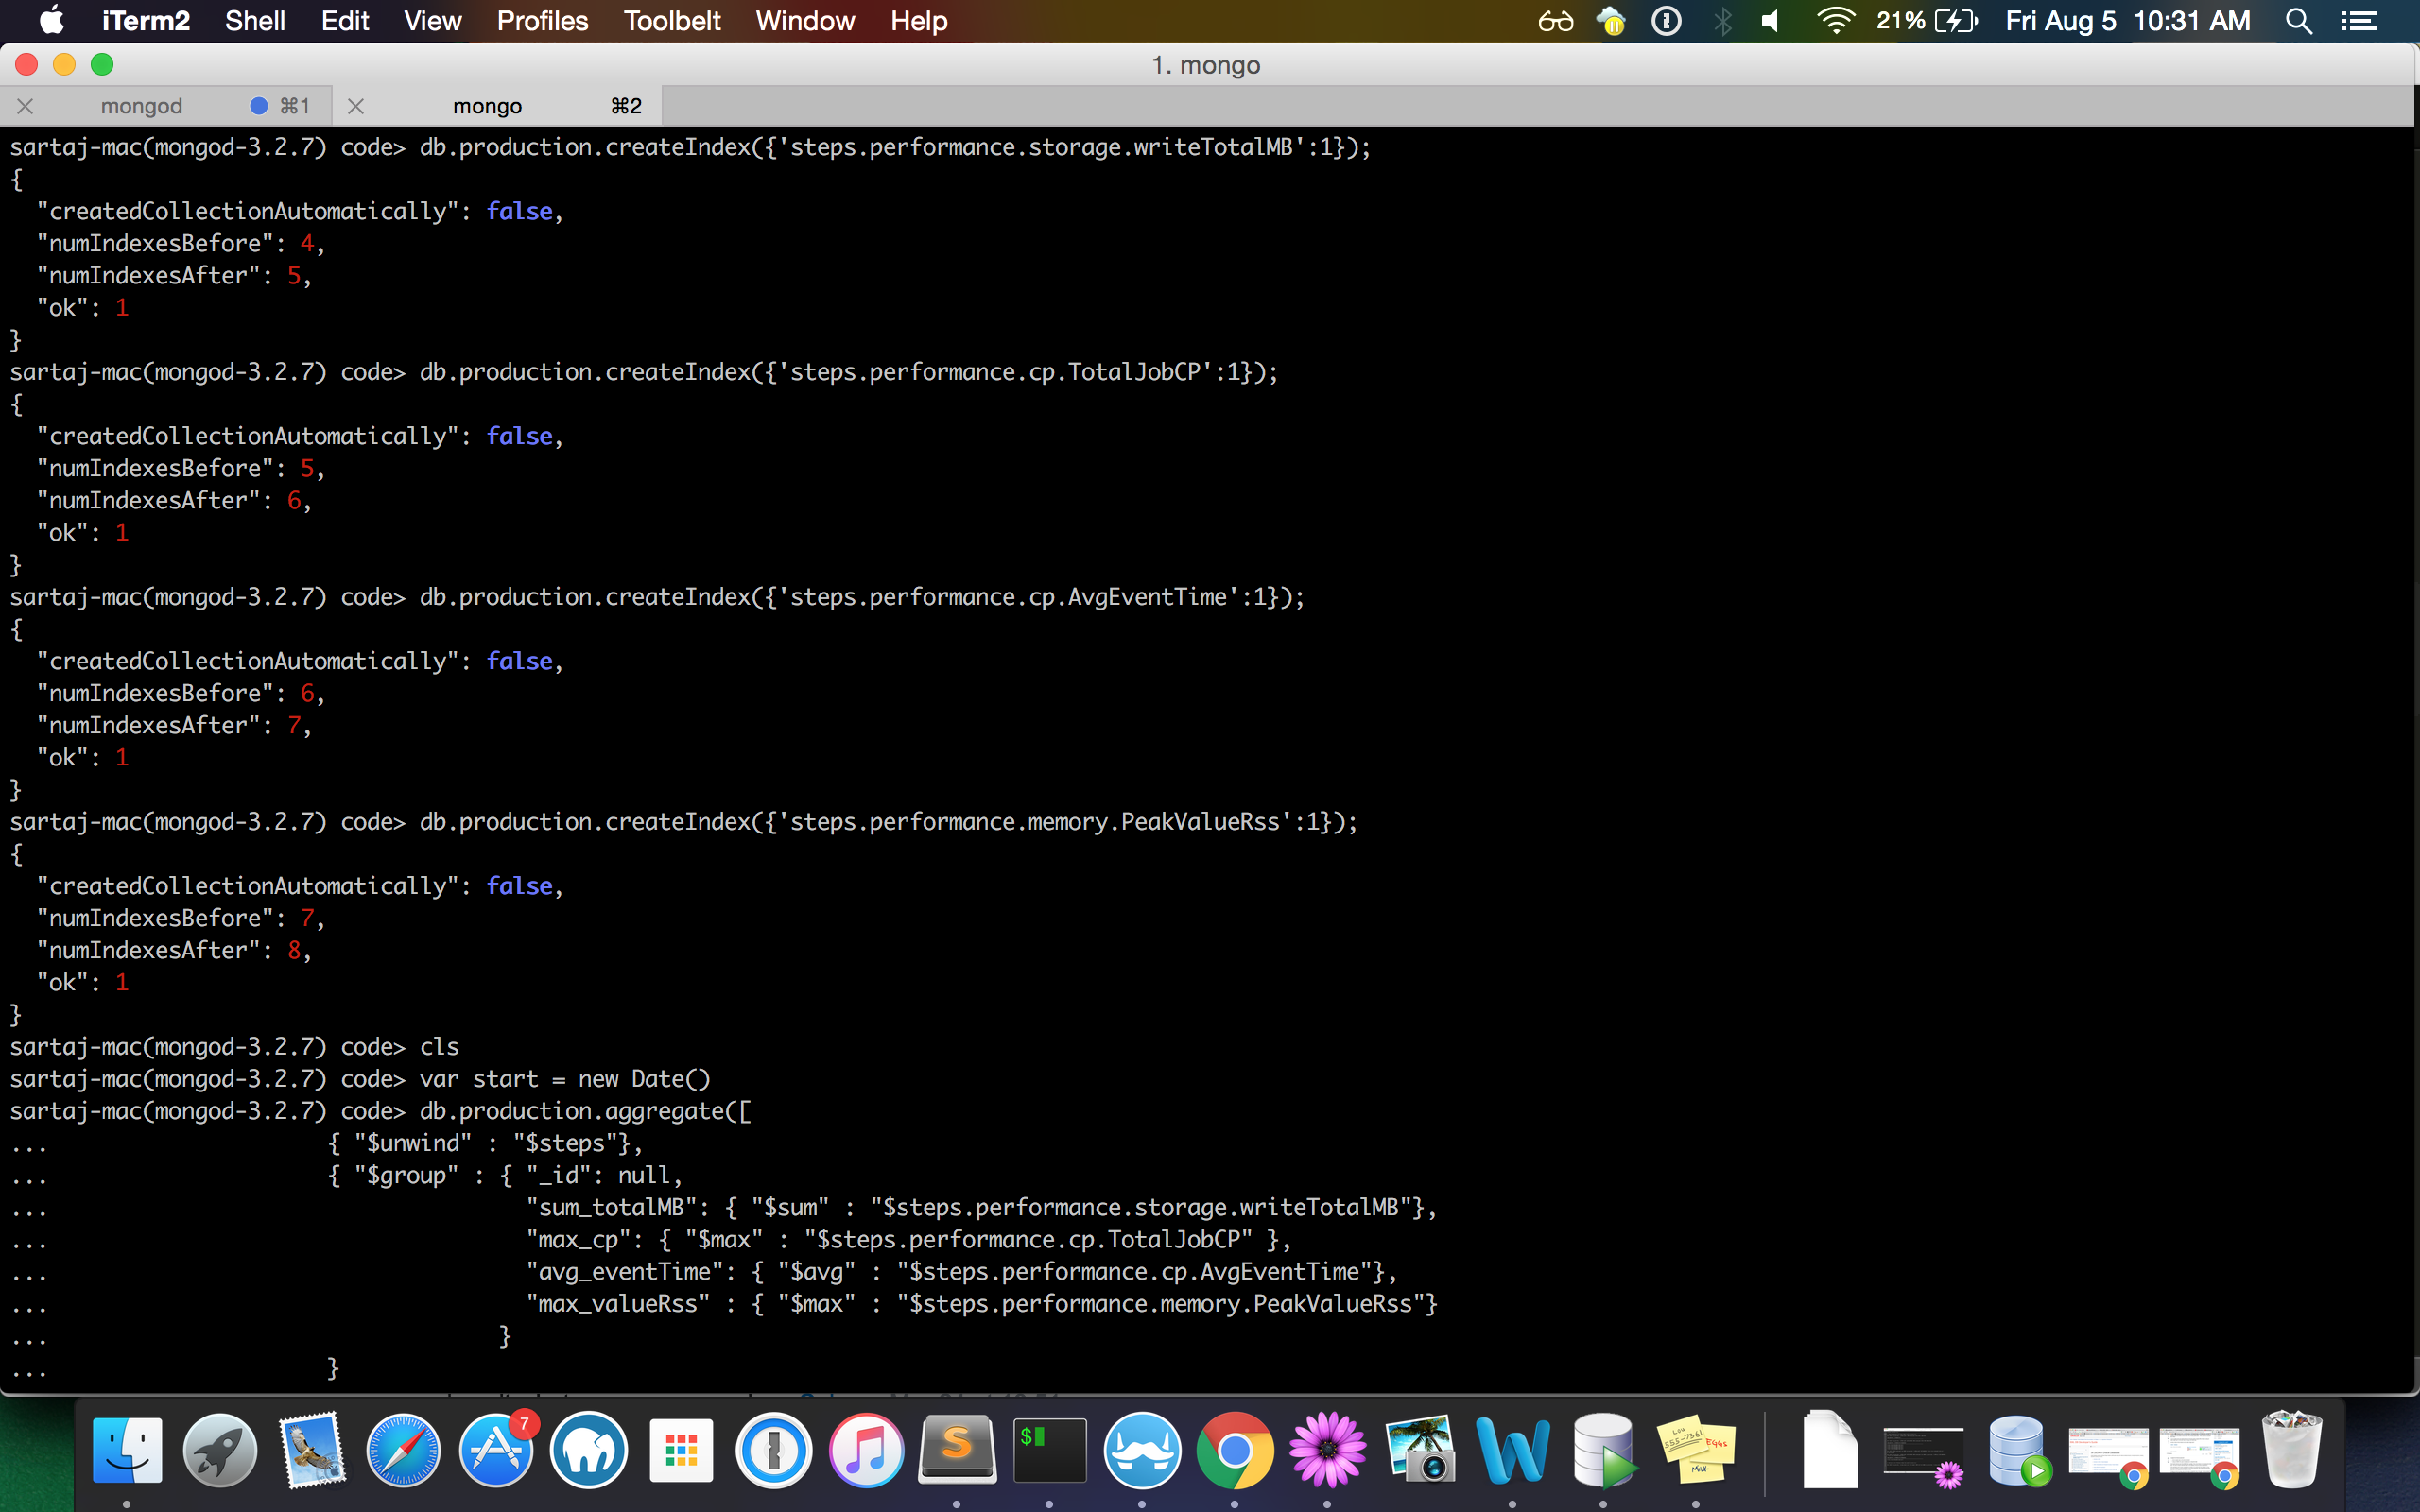 iTerm2 Shell Edit View Profiles Toolbelt Window Help 21% Fri Aug 5 10:31 AM
1. mongo
mongod ⌘1 mongo ⌘2
sartaj-mac(mongod-3.2.7) code> db.production.createIndex({'steps.performance.storage.writeTotalMB':1});
{
  "createdCollectionAutomatically": false,
  "numIndexesBefore": 4,
  "numIndexesAfter": 5,
  "ok": 1
}
sartaj-mac(mongod-3.2.7) code> db.production.createIndex({'steps.performance.cp.TotalJobCP':1});
{
  "createdCollectionAutomatically": false,
  "numIndexesBefore": 5,
  "numIndexesAfter": 6,
  "ok": 1
}
sartaj-mac(mongod-3.2.7) code> db.production.createIndex({'steps.performance.cp.AvgEventTime':1});
{
  "createdCollectionAutomatically": false,
  "numIndexesBefore": 6,
  "numIndexesAfter": 7,
  "ok": 1
}
sartaj-mac(mongod-3.2.7) code> db.production.createIndex({'steps.performance.memory.PeakValueRss':1});
{
  "createdCollectionAutomatically": false,
  "numIndexesBefore": 7,
  "numIndexesAfter": 8,
  "ok": 1
}
sartaj-mac(mongod-3.2.7) code> cls
sartaj-mac(mongod-3.2.7) code> var start = new Date()
sartaj-mac(mongod-3.2.7) code> db.production.aggregate([
...                     { "$unwind" : "$steps"},
...                     { "$group" : { "_id": null,
...                                    "sum_totalMB": { "$sum" : "$steps.performance.storage.writeTotalMB"},
...                                    "max_cp": { "$max" : "$steps.performance.cp.TotalJobCP" },
...                                    "avg_eventTime": { "$avg" : "$steps.performance.cp.AvgEventTime"},
...                                    "max_valueRss" : { "$max" : "$steps.performance.memory.PeakValueRss"}
...                                  }
...                     }
7
S
$
EGGS
MILK